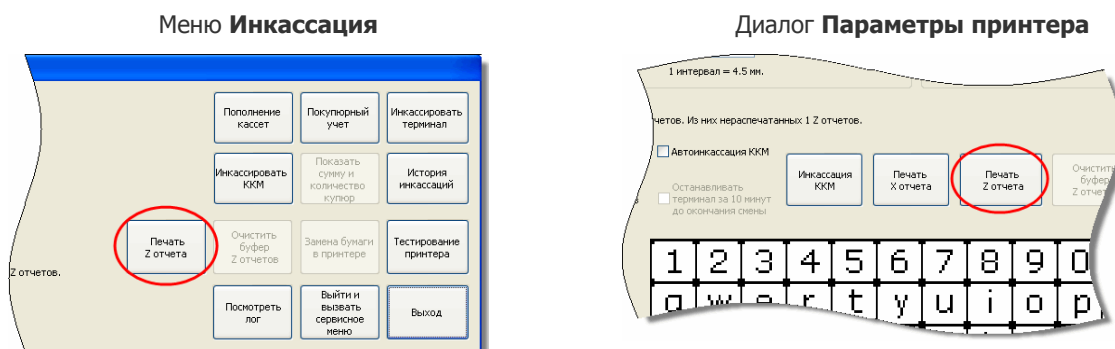 Меню Инкассация
Пополнение
кассет
Покупюрный
учет
Инкассировать
терминал
Инкассировать
ККМ
Показать
сумму и
количество
купюр
История
инкассаций
Печать
Z отчета
Очистить
буфер
Z отчетов
Замена бумаги
в принтере
Тестирование
принтера
Z отчетов.
Посмотреть
лог
Выйти и
вызвать
сервисное
меню
Выход
Диалог Параметры принтера
1 интервал = 4.5 мм.
четов. Из них нераспечатанных 1 Z отчетов.
Автоинкассация ККМ
Останавливать
терминал за 10 минут
до окончания смены
Инкассация
ККМ
Печать
X отчета
Печать
Z отчета
Очистить
буфер
Z отче
1 2 3 4 5 6 7 8 9 0
q w e r t y u i o p